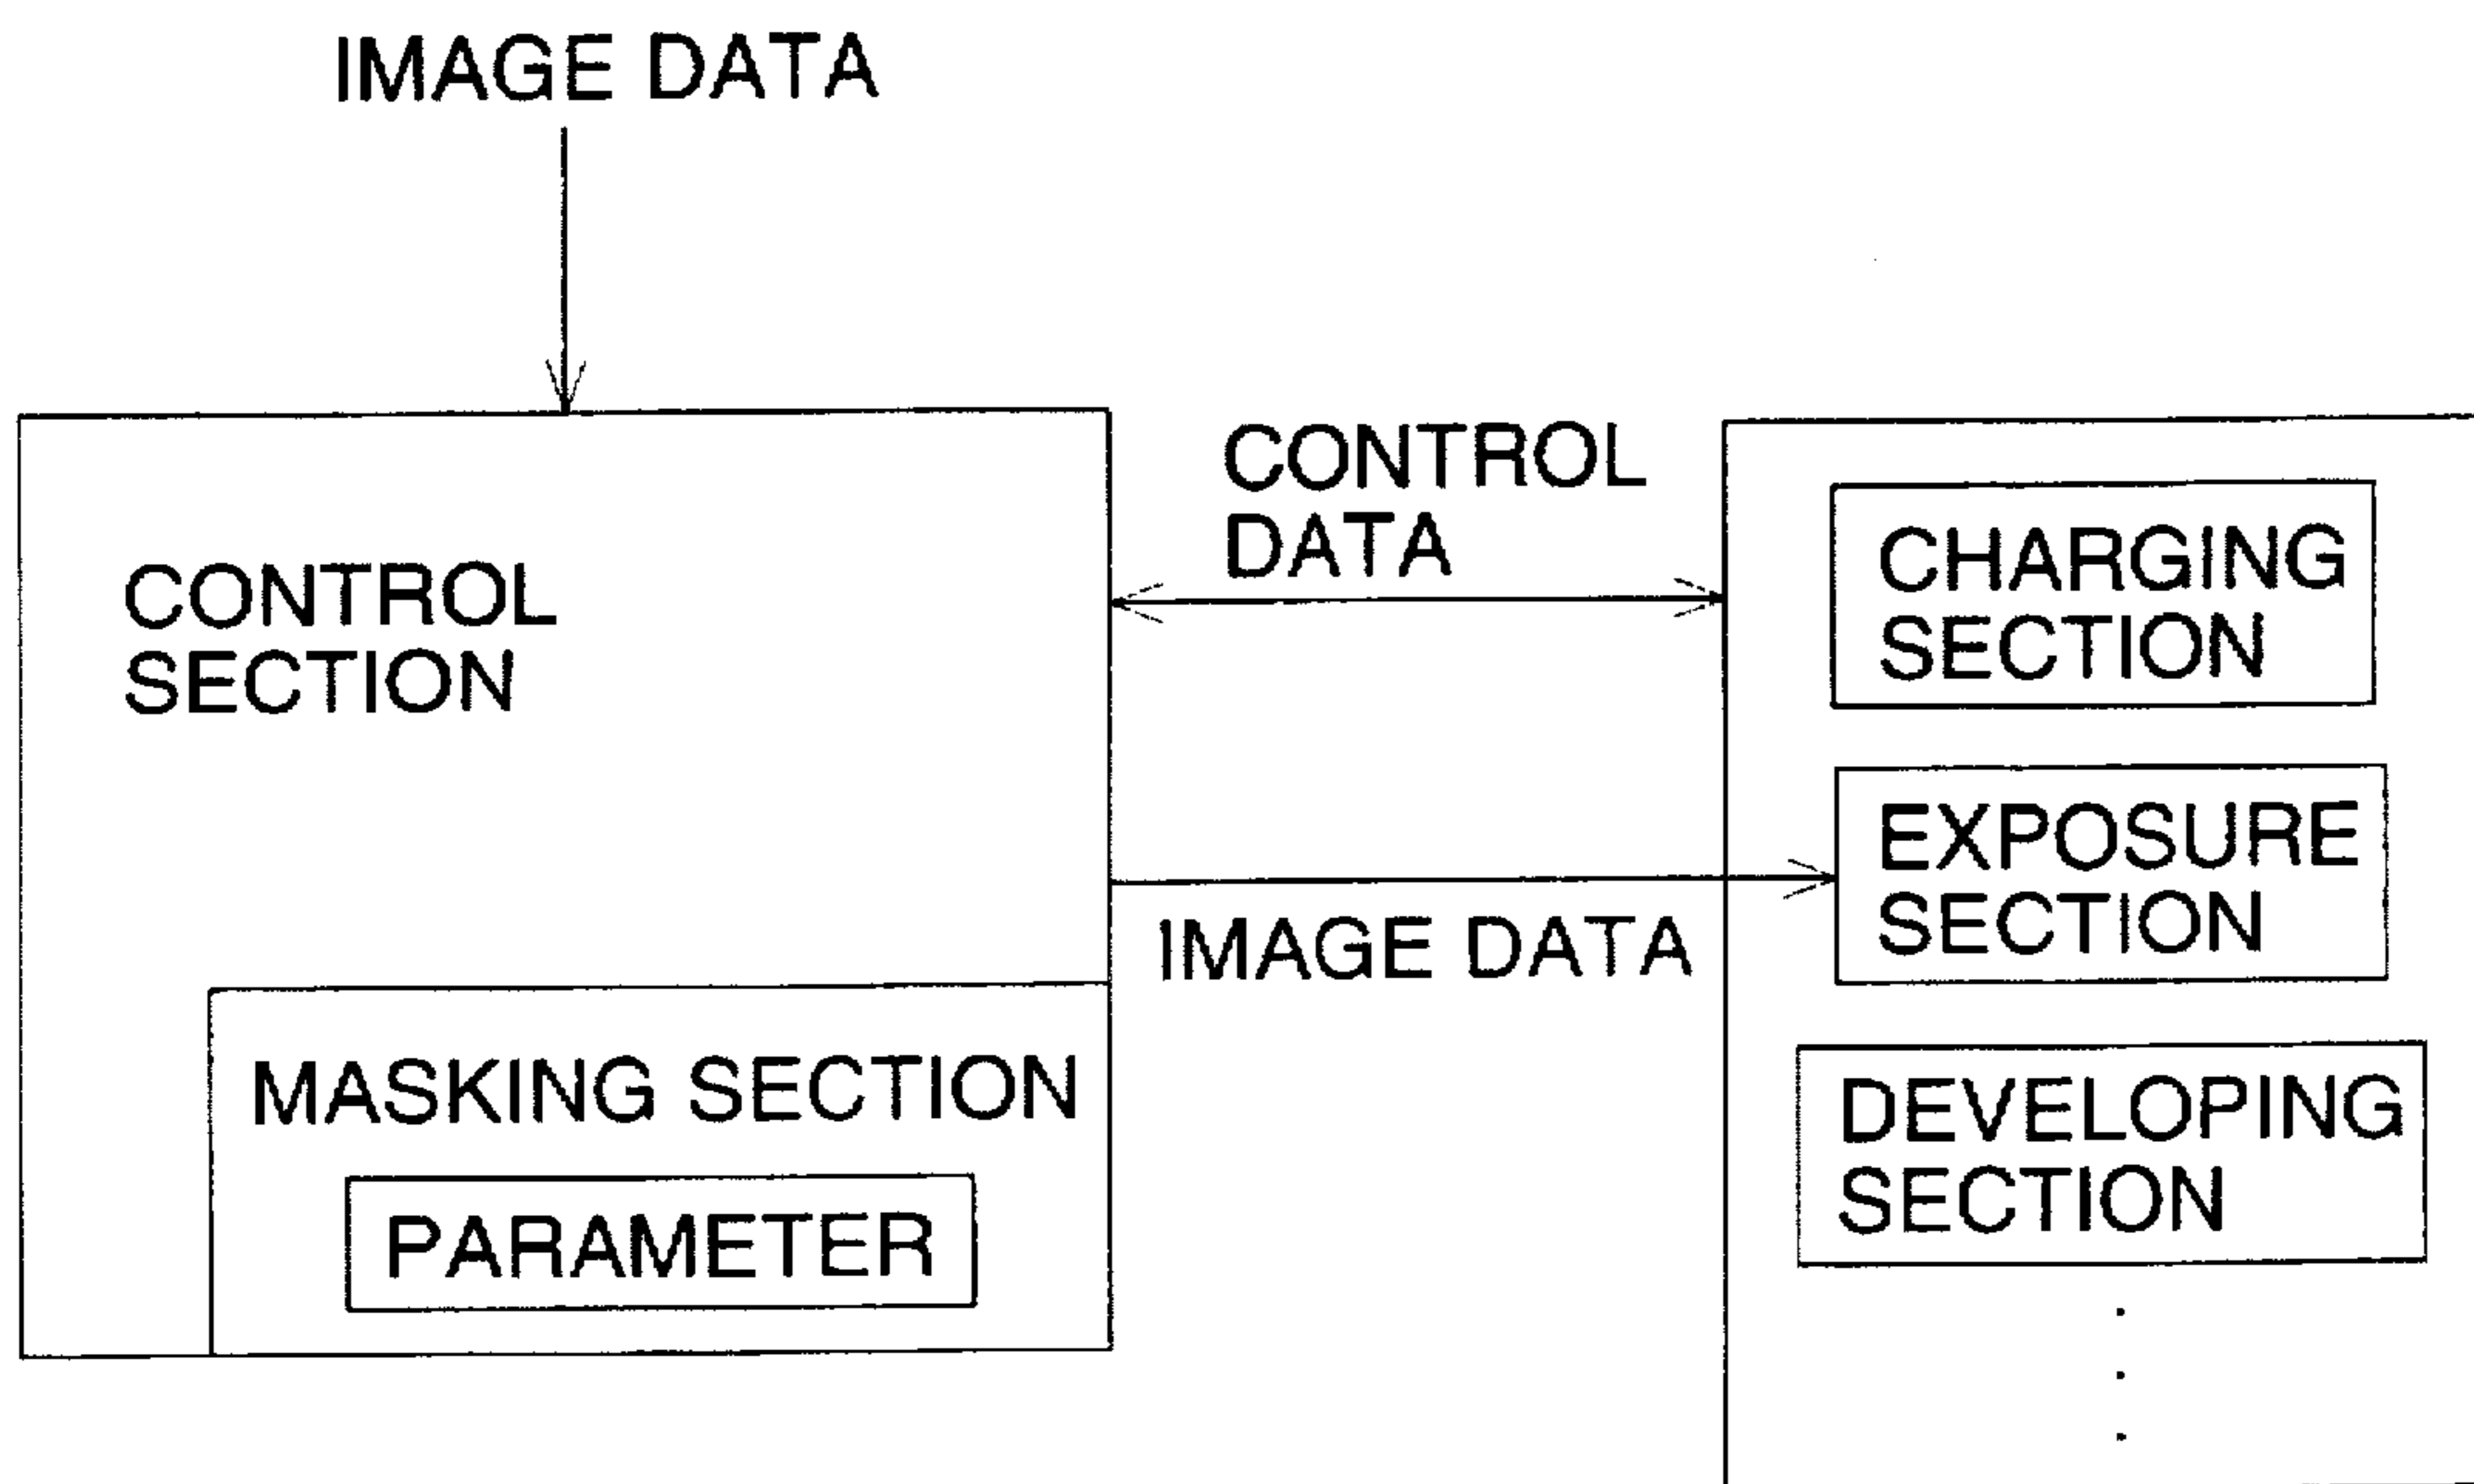 IMAGE DATA
CONTROL
SECTION
MASKING SECTION
PARAMETER
CONTROL
DATA
IMAGE DATA
CHARGING
SECTION
EXPOSURE
SECTION
DEVELOPING
SECTION